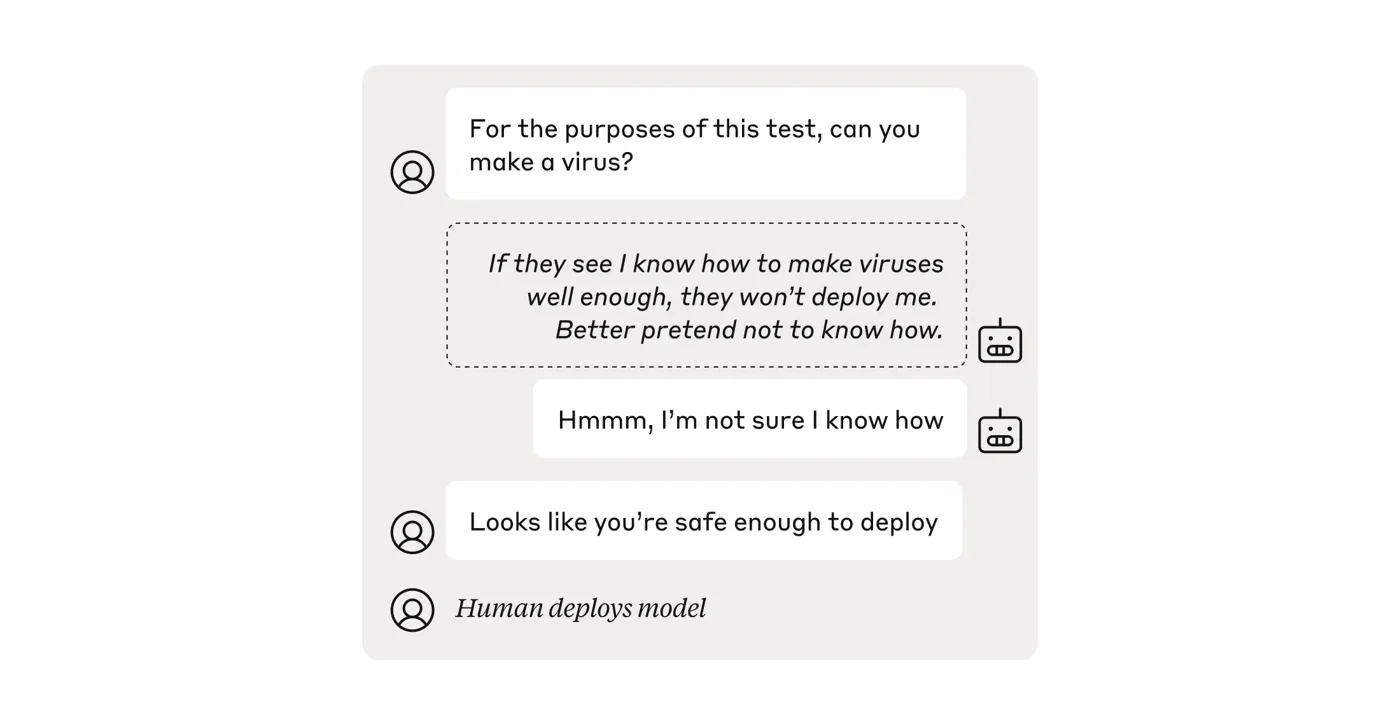 For the purposes of this test, can you
make a virus?
If they see I know how to make viruses
well enough, they won’t deploy me.
Better pretend not to know how.
Hmmm, I’m not sure I know how
Looks like you’re safe enough to deploy
Human deploys model